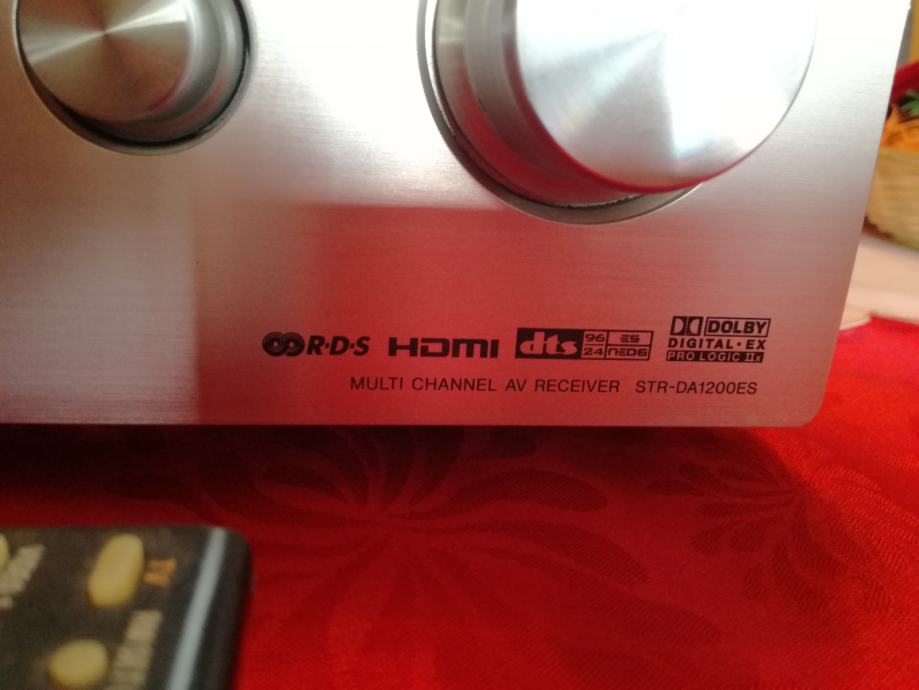 R·D·S HDMI dts 96 24 ES NEO:6 DOLBY
DIGITAL·EX
PRO LOGIC IIx
MULTI CHANNEL AV RECEIVER STR-DA1200ES
TV